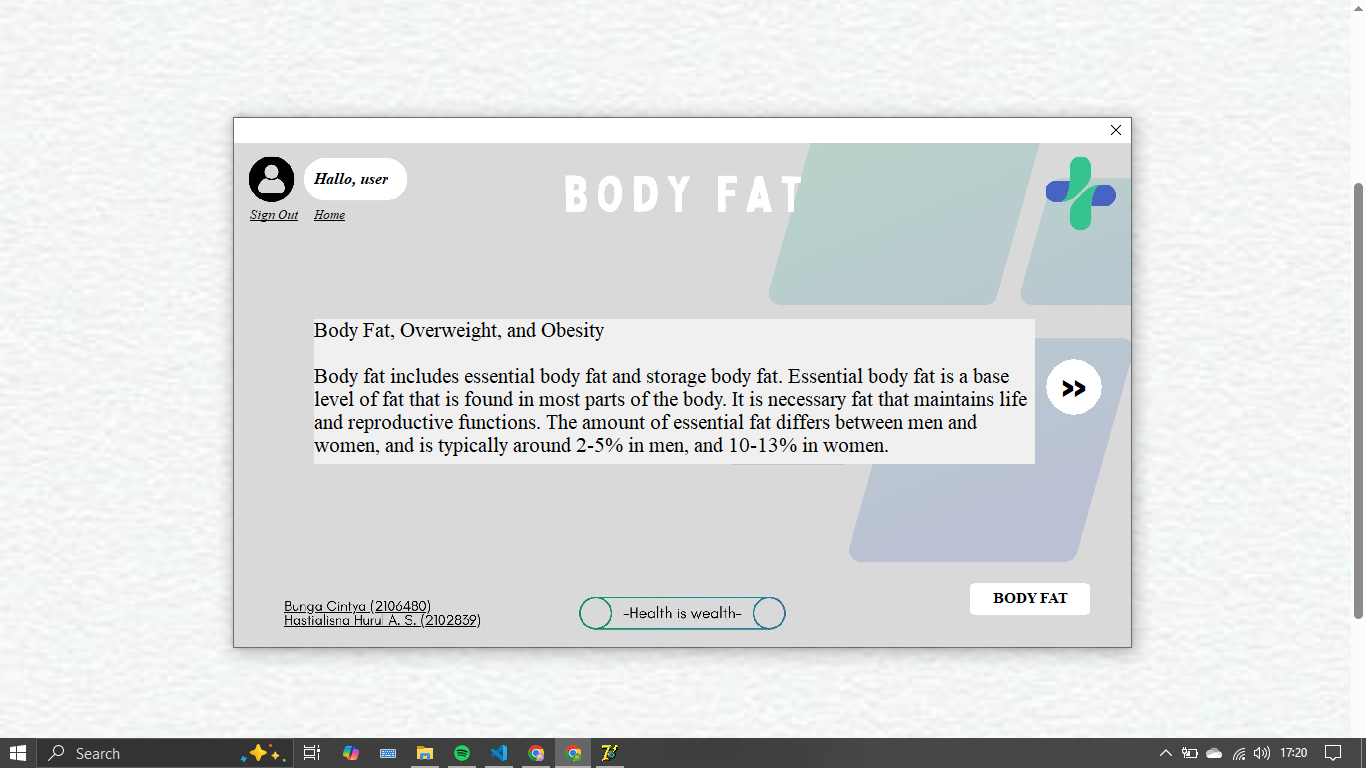 Hallo, user
Sign Out Home
BODY FAT
Body Fat, Overweight, and Obesity
Body fat includes essential body fat and storage body fat. Essential body fat is a base
level of fat that is found in most parts of the body. It is necessary fat that maintains life
and reproductive functions. The amount of essential fat differs between men and
women, and is typically around 2-5% in men, and 10-13% in women.
>>
BODY FAT
Bunga Cintya (2106480)
Hastialisna Hurul A. S. (2102839)
-Health is wealth-
Search
17:20